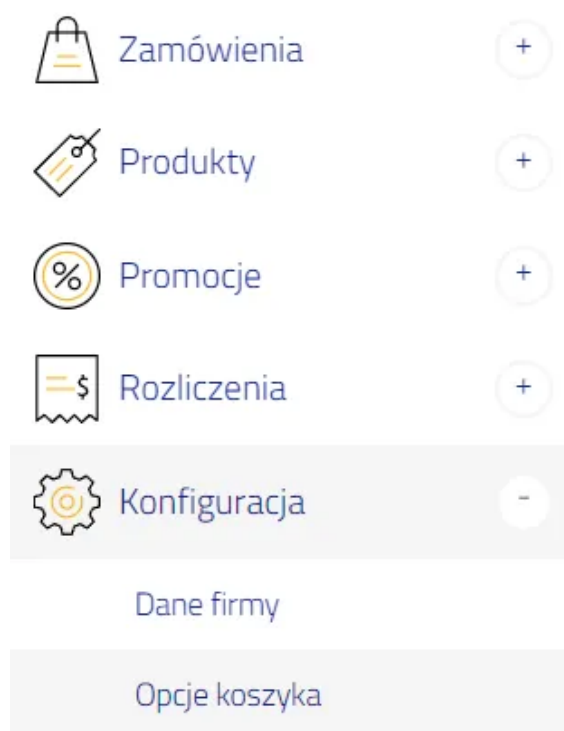 Zamówienia +
Produkty +
Promocje +
Rozliczenia +
Konfiguracja -
Dane firmy
Opcje koszyka